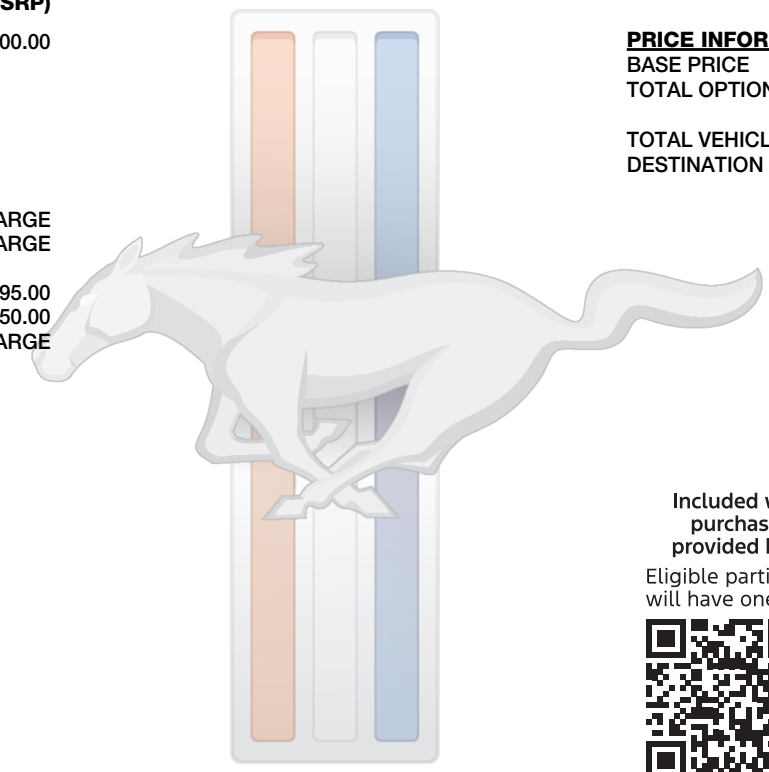 SRP)
00.00
ARGE
ARGE
95.00
50.00
ARGE
PRICE INFOR
BASE PRICE
TOTAL OPTION
TOTAL VEHICL
DESTINATION
Included w
purchas
provided b
Eligible parti
will have one